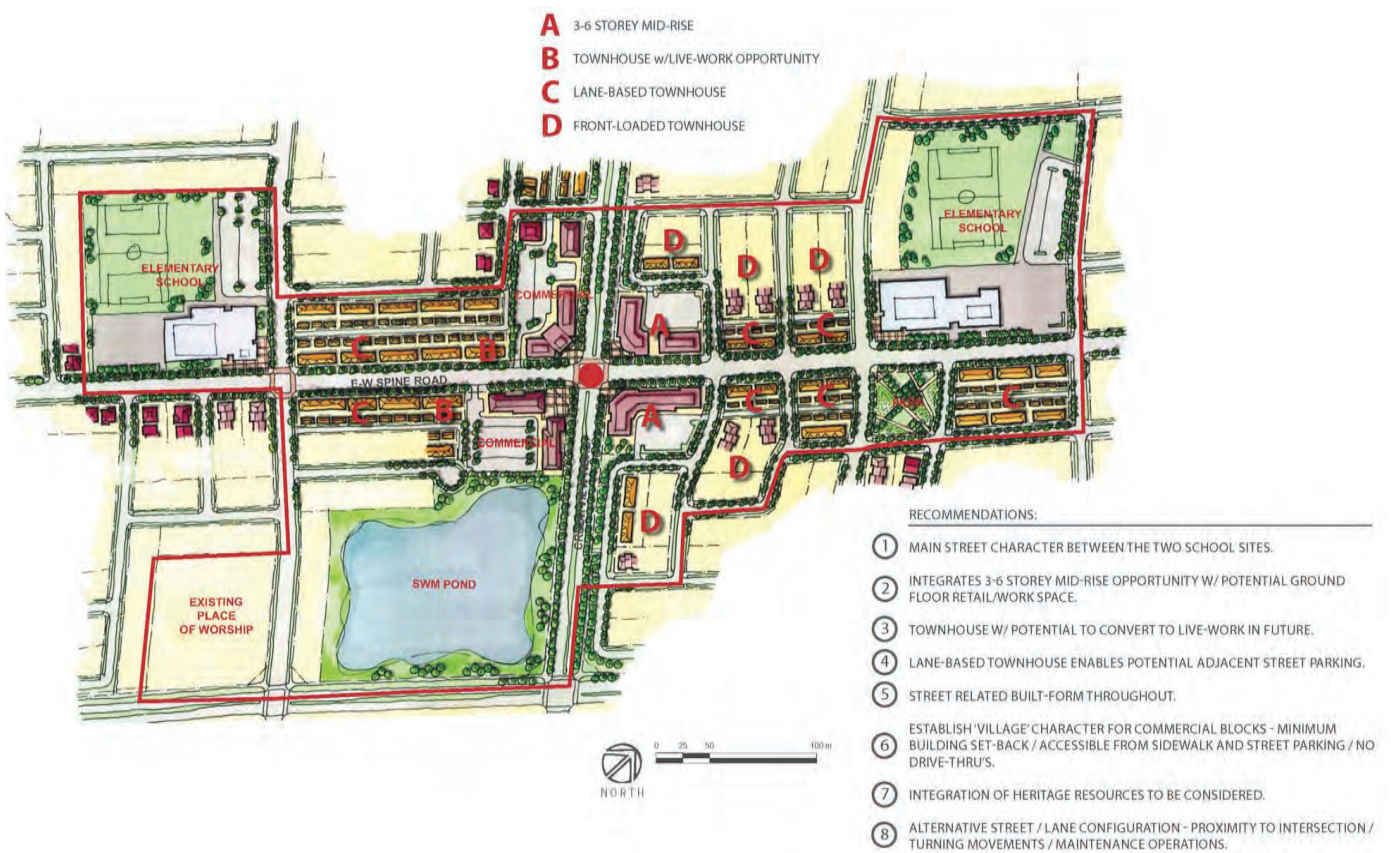 A 3-6 STOREY MID-RISE
B TOWNHOUSE w/LIVE-WORK OPPORTUNITY
C LANE-BASED TOWNHOUSE
D FRONT-LOADED TOWNHOUSE
ELEMENTARY
SCHOOL
ELEMENTARY
SCHOOL
D
D
D
COMMERCIAL
A
C
C
C
B
E-W SPINE ROAD
C
B
A
C
C
C
COMMERCIAL
D
D
SWM POND
EXISTING
PLACE
OF WORSHIP
0 25 50 100 m
NORTH
RECOMMENDATIONS:
1 MAIN STREET CHARACTER BETWEEN THE TWO SCHOOL SITES.
2 INTEGRATES 3-6 STOREY MID-RISE OPPORTUNITY W/ POTENTIAL GROUND
FLOOR RETAIL/WORK SPACE.
3 TOWNHOUSE W/ POTENTIAL TO CONVERT TO LIVE-WORK IN FUTURE.
4 LANE-BASED TOWNHOUSE ENABLES POTENTIAL ADJACENT STREET PARKING.
5 STREET RELATED BUILT-FORM THROUGHOUT.
6 ESTABLISH 'VILLAGE' CHARACTER FOR COMMERCIAL BLOCKS - MINIMUM
BUILDING SET-BACK / ACCESSIBLE FROM SIDEWALK AND STREET PARKING / NO
DRIVE-THRU'S.
7 INTEGRATION OF HERITAGE RESOURCES TO BE CONSIDERED.
8 ALTERNATIVE STREET / LANE CONFIGURATION - PROXIMITY TO INTERSECTION /
TURNING MOVEMENTS / MAINTENANCE OPERATIONS.